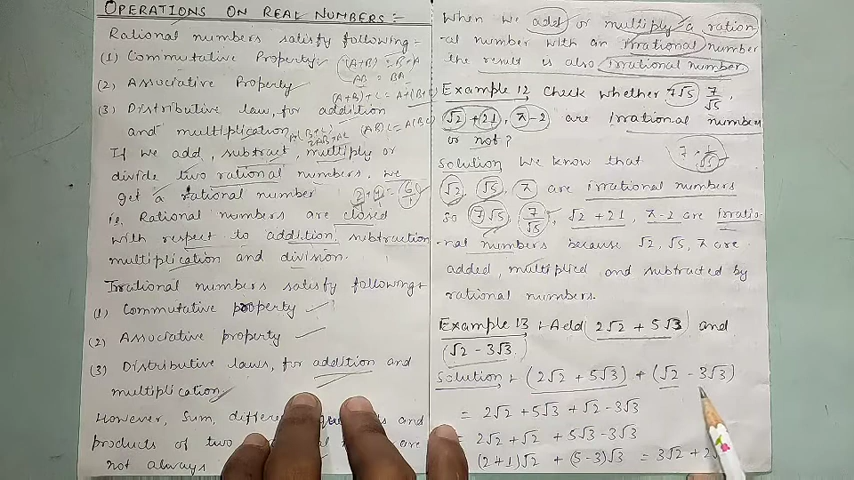 OPERATIONS ON REAL NUMBERS :-
Rational numbers satisfy following -
(1) Commutative Property (A+B) = B+A
AB = BA
(2) Associative Property
(A+B)+C = A+(B+C)
(3) Distributive law, for addition
and multiplication (AB)C = A(BC)
If we add, subtract, multiply or
divide two rational numbers, we
get a rational number
i.e. Rational numbers are closed
with respect to addition, subtraction
multiplication and division.
Irrational numbers satisfy following
(1) Commutative property
(2) Associative property
(3) Distributive laws, for addition and
multiplication
However, Sum, and
products of two are
not always
When we add or multiply a ration
-al number with an irrational number
the result is also irrational number
Example 12 Check whether 7√5 7/√5,
√2 + 21, π-2 are irrational numbers
or not?
Solution We know that 7 × 1/√5
√2, √5, π are irrational numbers
so 7√5, 7/√5, √2 + 21, π-2 are irratio-
-nal numbers because √2, √5, π are
added, multiplied and subtracted by
rational numbers.
Example 13 : Add (2√2 + 5√3) and
(√2 - 3√3)
Solution (2√2 + 5√3) + (√2 - 3√3)
= 2√2 + 5√3 + √2 - 3√3
= 2√2 + √2 + 5√3 - 3√3
(2+1)√2 + (5-3)√3 = 3√2 +